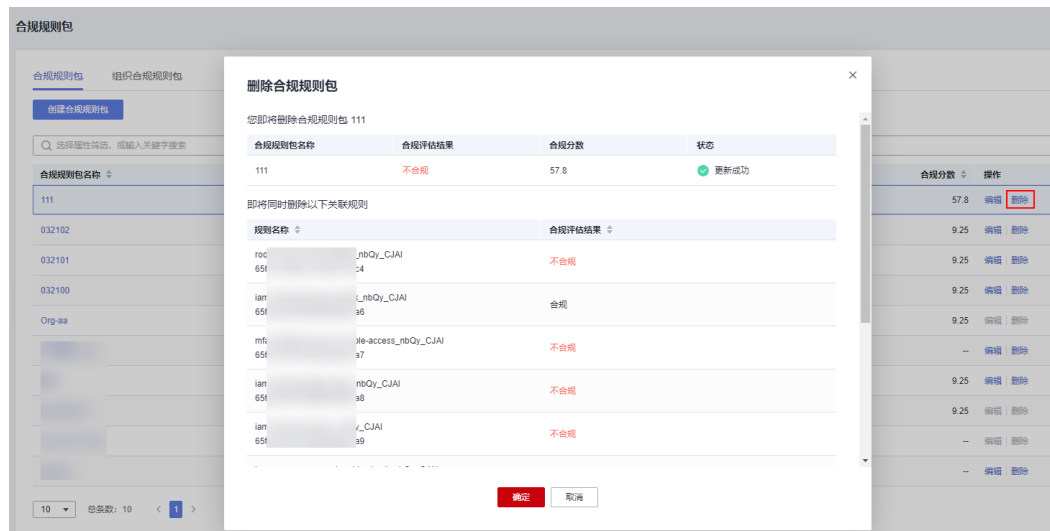 合规规则包
合规规则包 组织合规规则包
创建合规规则包
选择属性筛选，或输入关键字搜索
合规规则包名称 合规分数 操作
111 57.8 编辑 删除
032102 9.25 编辑 删除
032101 9.25 编辑 删除
032100 9.25 编辑 删除
Org-aa 9.25 编辑 删除
-- 编辑 删除
9.25 编辑 删除
9.25 编辑 删除
-- 编辑 删除
-- 编辑 删除
10 总条数: 10 < 1 >
删除合规规则包 ×
您即将删除合规规则包 111
合规规则包名称 合规评估结果 合规分数 状态
111 不合规 57.8 更新成功
即将同时删除以下关联规则
规则名称 合规评估结果
_nbQy_CJAI
不合规
_nbQy_CJAI
合规
ble-access_nbQy_CJAI
不合规
nbQy_CJAI
不合规
y_CJAI
不合规
确定 取消